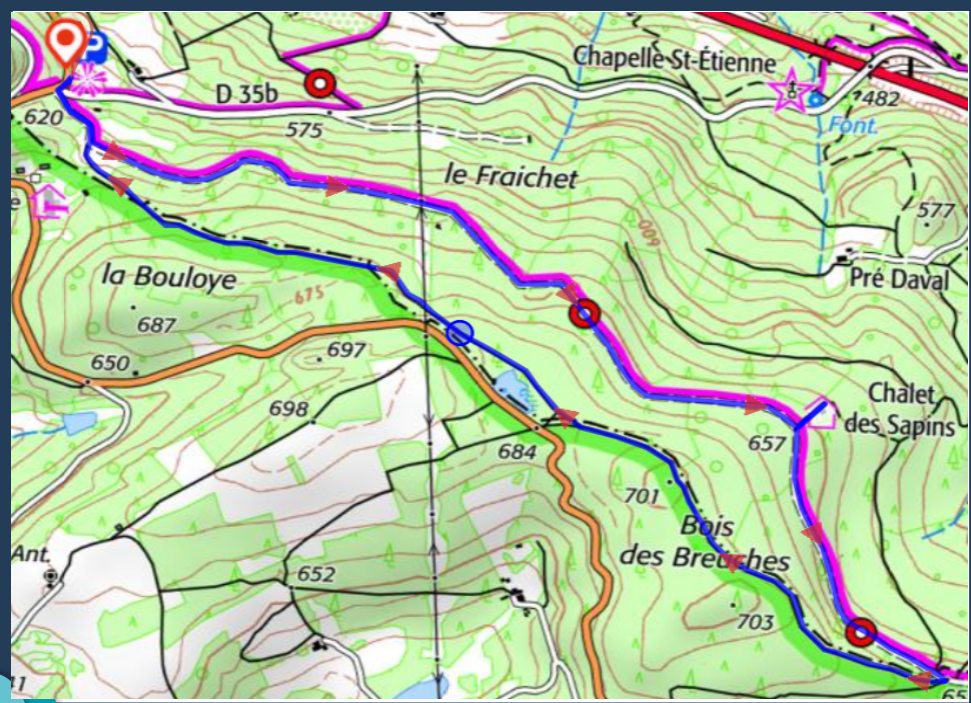 P
Chapelle-St-Étienne
D 35b
482
620
575
Font.
le Fraichet
577
600
Pré Daval
la Bouloye
675
687
697
650
698
Chalet
des Sapins
657
684
701
Bois
des Breuches
Ant.
652
703